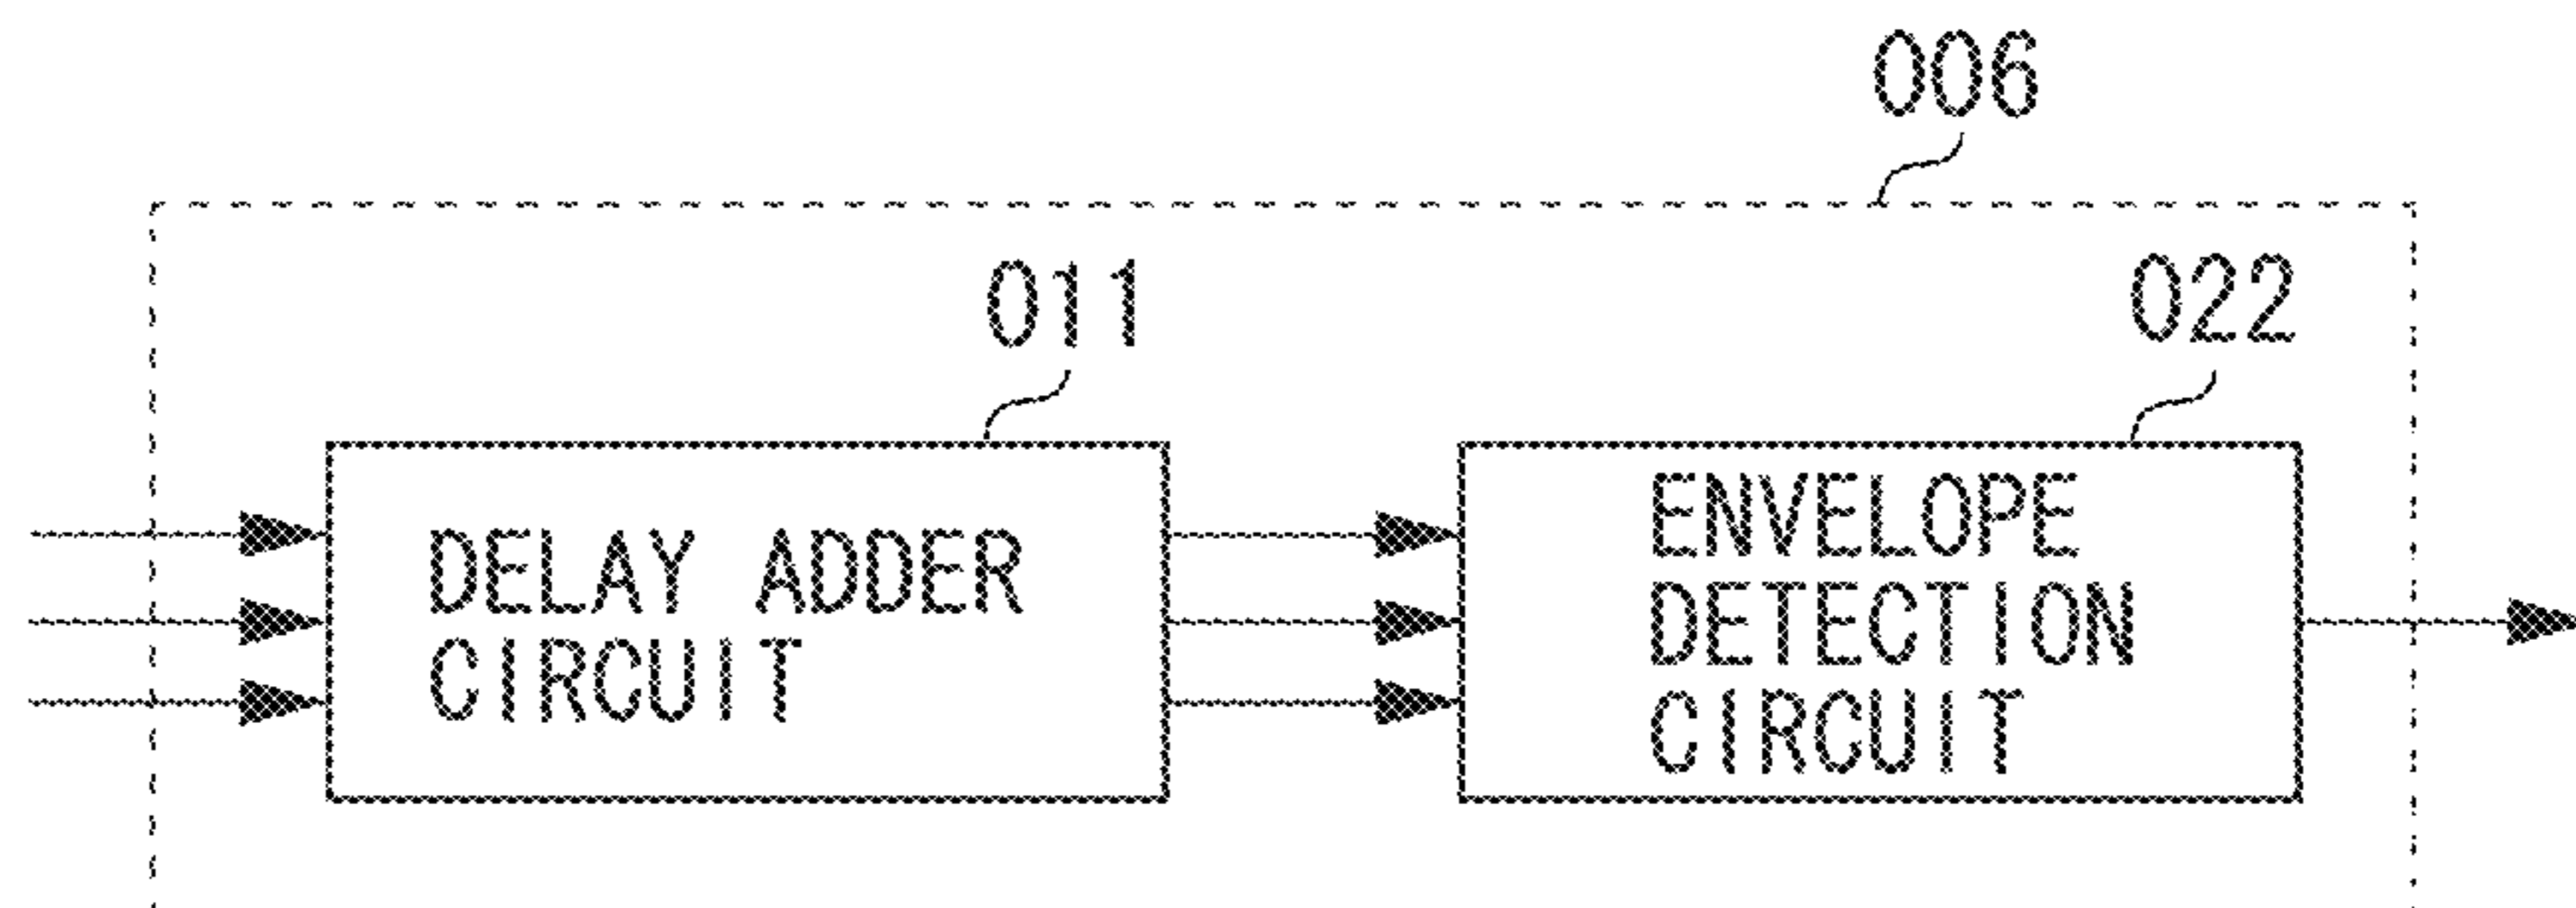 006
011
022
DELAY ADDER
CIRCUIT
ENVELOPE
DETECTION
CIRCUIT